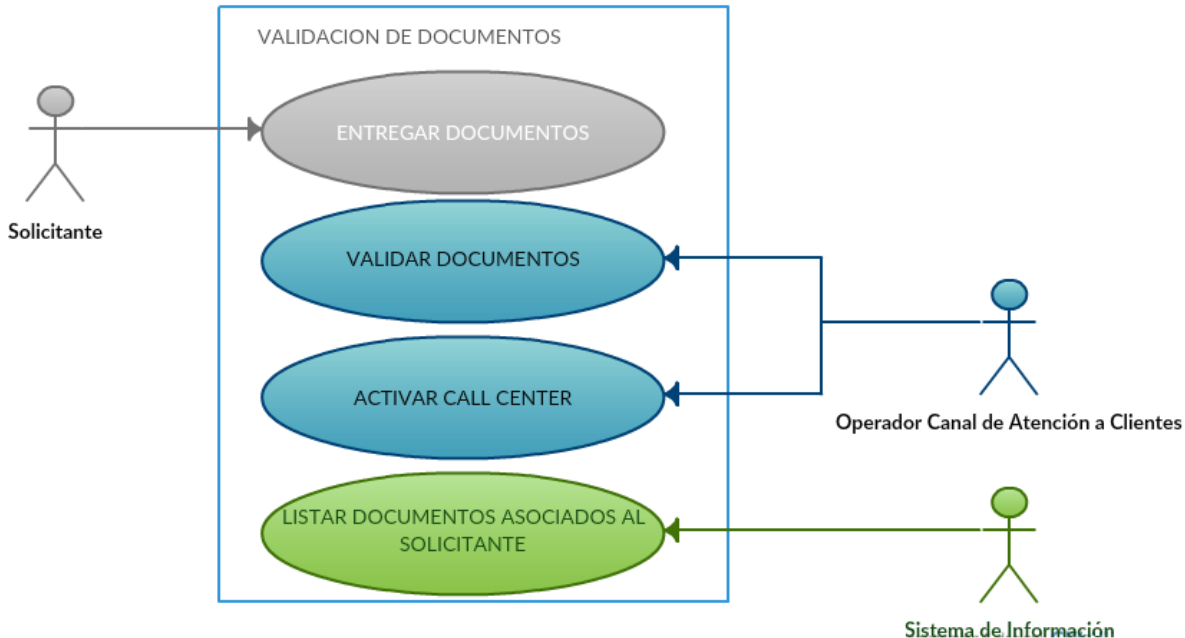 VALIDACION DE DOCUMENTOS
ENTREGAR DOCUMENTOS
Solicitante
VALIDAR DOCUMENTOS
ACTIVAR CALL CENTER
Operador Canal de Atención a Clientes
LISTAR DOCUMENTOS ASOCIADOS AL
SOLICITANTE
Sistema de Información